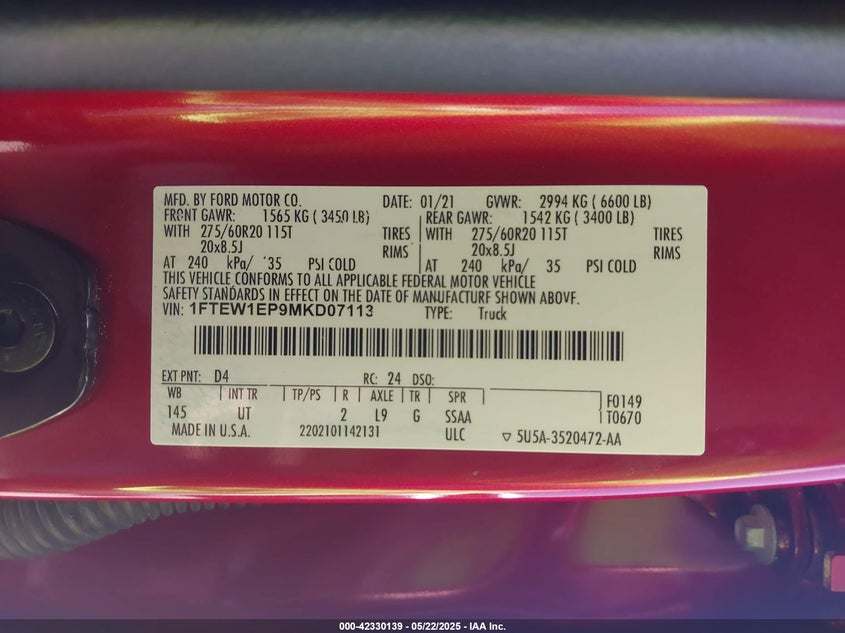 MFD. BY FORD MOTOR CO. DATE: 01/21 GVWR: 2994 KG ( 6600 LB)
FRONT GAWR: 1565 KG ( 3450 LB) REAR GAWR: 1542 KG ( 3400 LB)
WITH 275/60R20 115T TIRES WITH 275/60R20 115T TIRES
20x8.5J RIMS 20x8.5J RIMS
AT 240 kPa/ 35 PSI COLD AT 240 kPa/ 35 PSI COLD
THIS VEHICLE CONFORMS TO ALL APPLICABLE FEDERAL MOTOR VEHICLE
SAFETY STANDARDS IN EFFECT ON THE DATE OF MANUFACTURE SHOWN ABOVE.
VIN: 1FTEW1EP9MKD07113 TYPE: Truck
EXT PNT: D4 RC: 24 DSO:
WB INT TR TP/PS R AXLE TR SPR F0149
145 UT 2 L9 G SSAA T0670
MADE IN U.S.A. 2202101142131 ULC ▽ 5U5A-3520472-AA
000-42330139 - 05/22/2025 - IAA Inc.